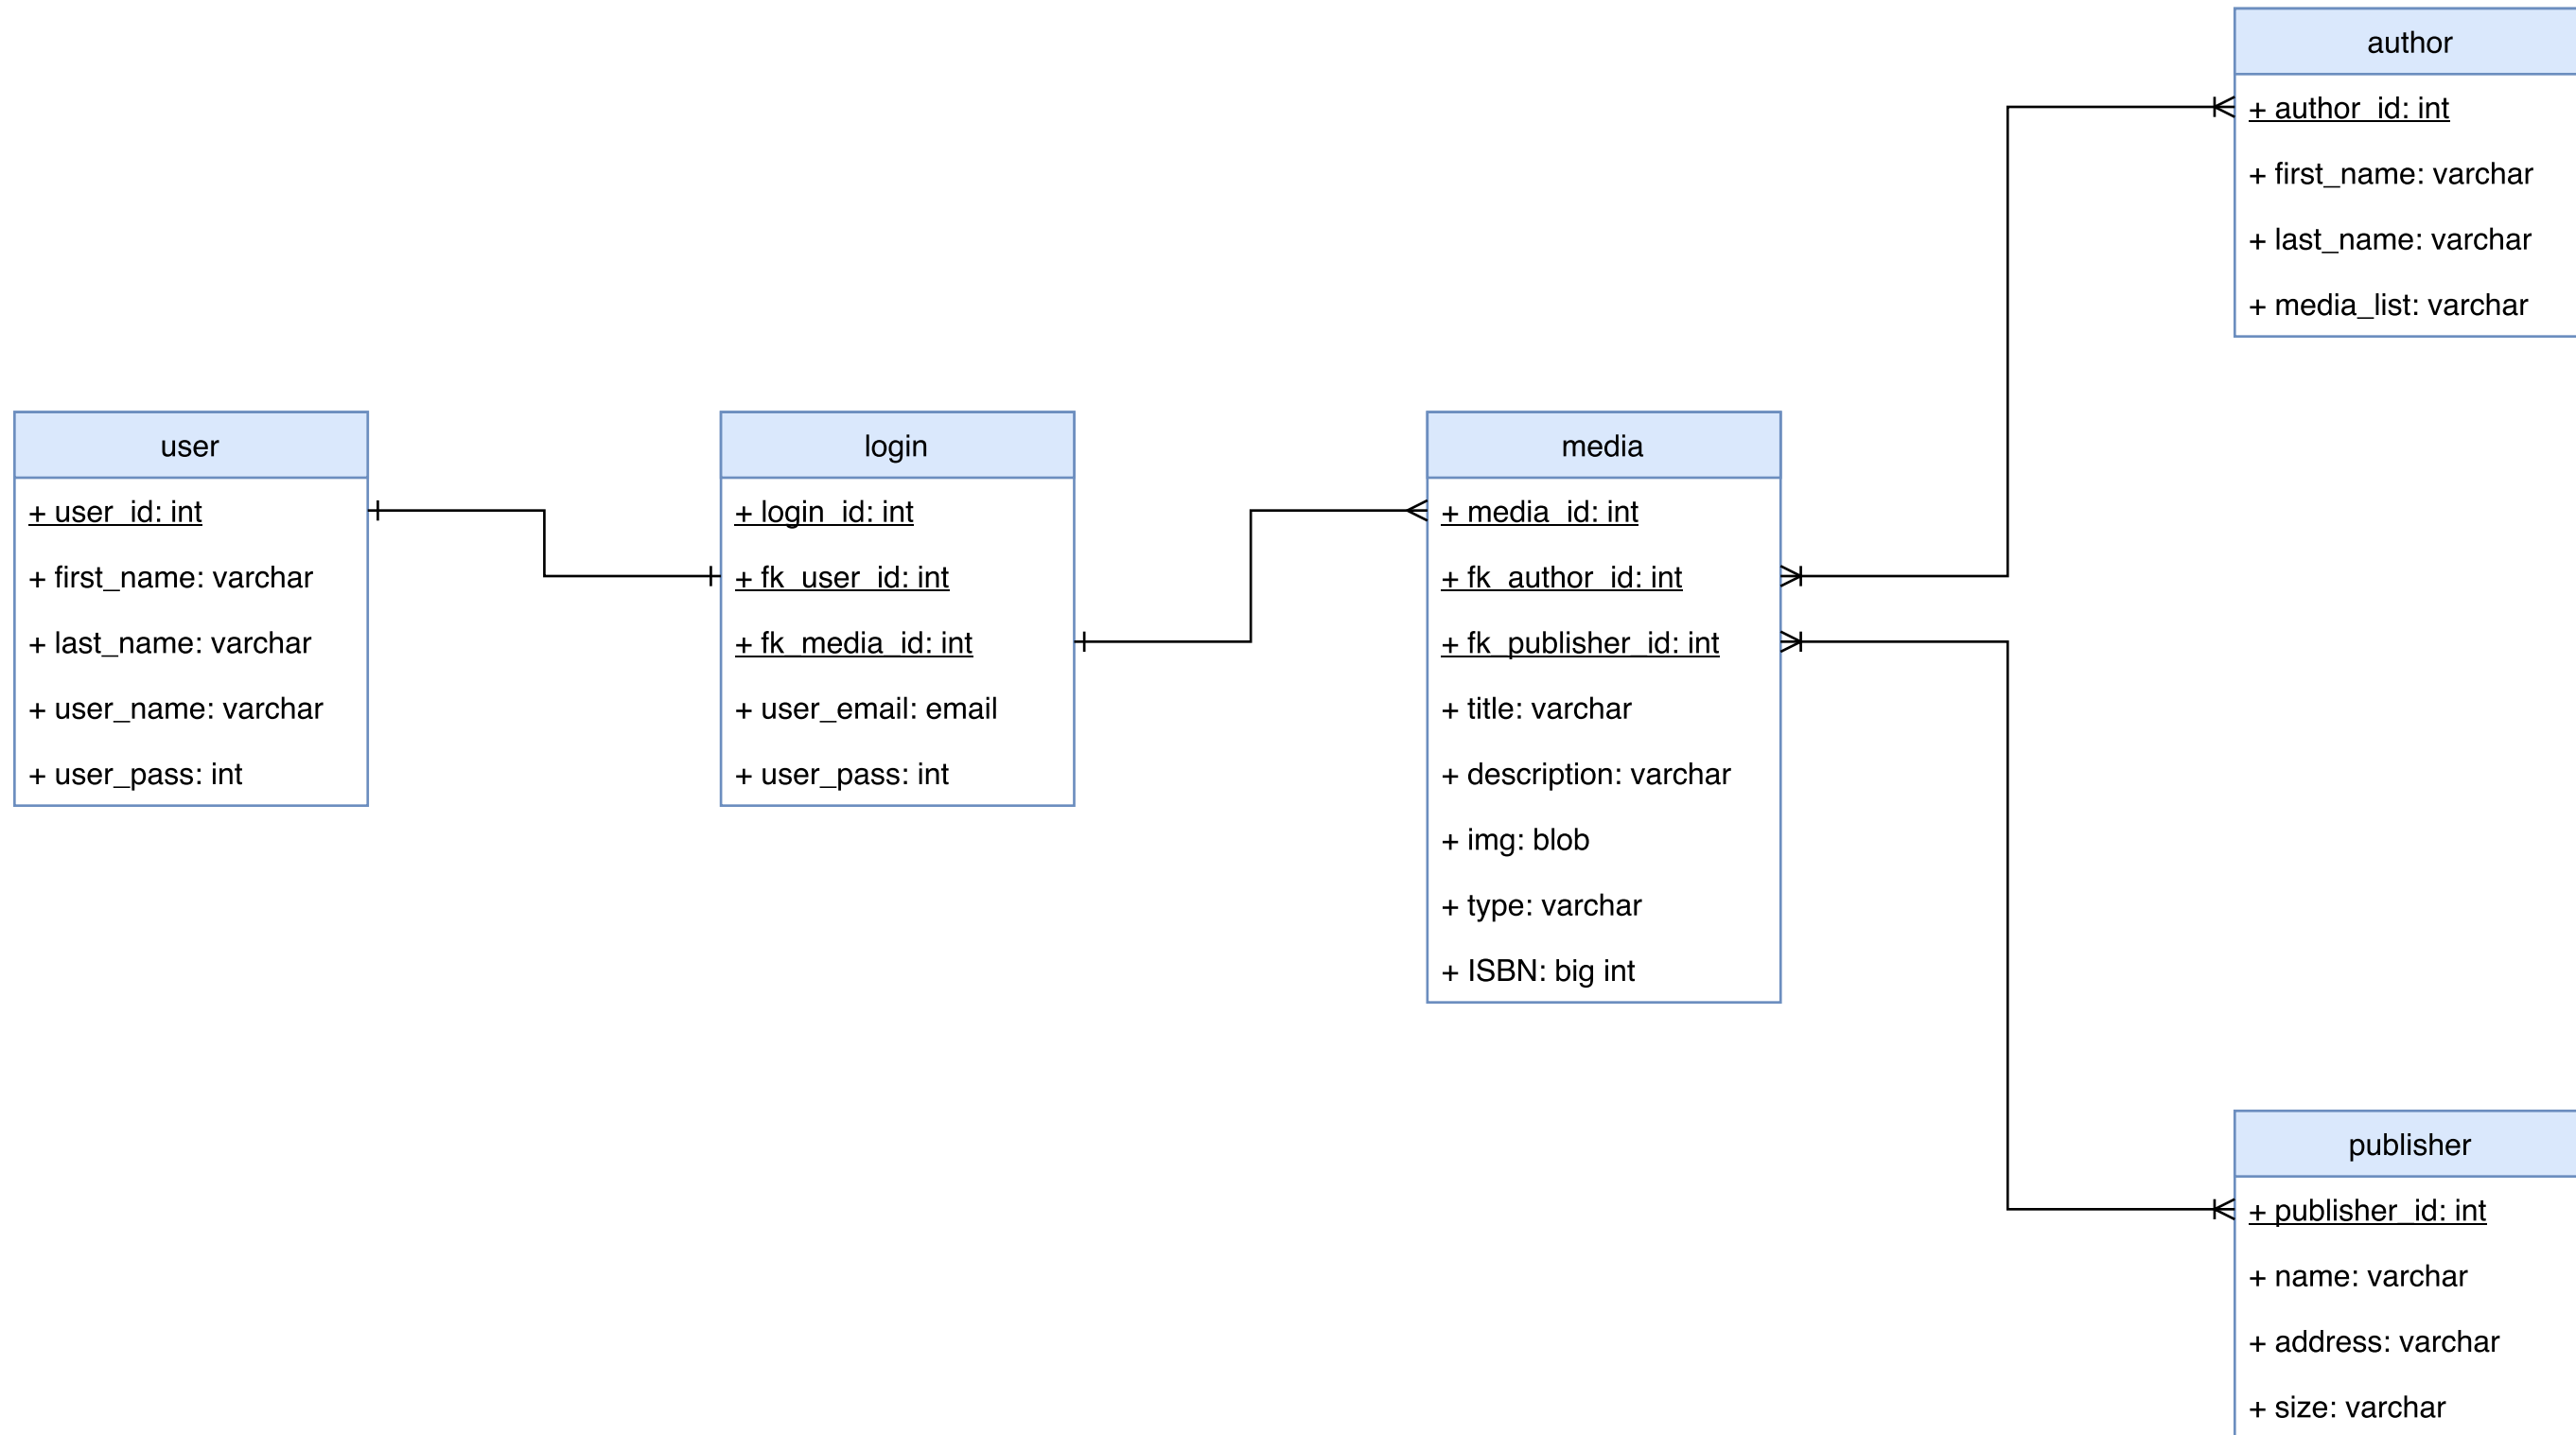 user
+ user_id: int
+ first_name: varchar
+ last_name: varchar
+ user_name: varchar
+ user_pass: int
login
+ login_id: int
+ fk_user_id: int
+ fk_media_id: int
+ user_email: email
+ user_pass: int
media
+ media_id: int
+ fk_author_id: int
+ fk_publisher_id: int
+ title: varchar
+ description: varchar
+ img: blob
+ type: varchar
+ ISBN: big int
author
+ author_id: int
+ first_name: varchar
+ last_name: varchar
+ media_list: varchar
publisher
+ publisher_id: int
+ name: varchar
+ address: varchar
+ size: varchar